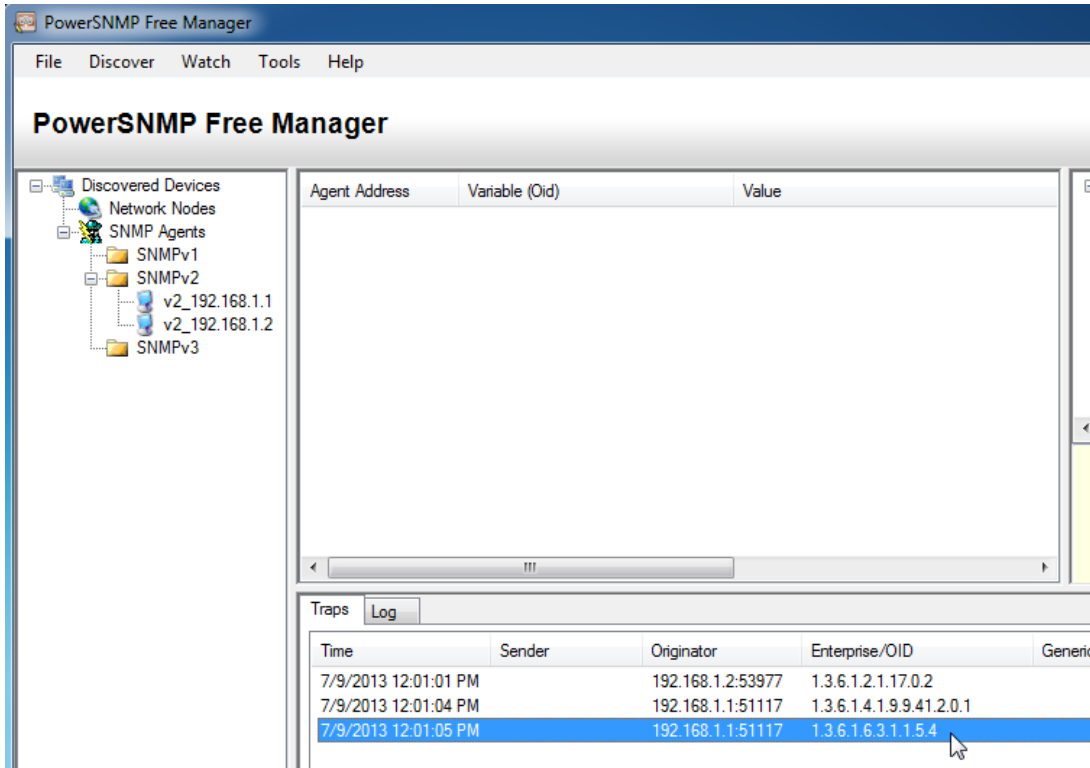 PowerSNMP Free Manager
File Discover Watch Tools Help
PowerSNMP Free Manager
Discovered Devices
Network Nodes
SNMP Agents
SNMPv1
SNMPv2
v2_192.168.1.1
v2_192.168.1.2
SNMPv3
Agent Address Variable (Oid) Value
Traps Log
Time Sender Originator Enterprise/OID Generic
7/9/2013 12:01:01 PM 192.168.1.2:53977 1.3.6.1.2.1.17.0.2
7/9/2013 12:01:04 PM 192.168.1.1:51117 1.3.6.1.4.1.9.9.41.2.0.1
7/9/2013 12:01:05 PM 192.168.1.1:51117 1.3.6.1.6.3.1.1.5.4